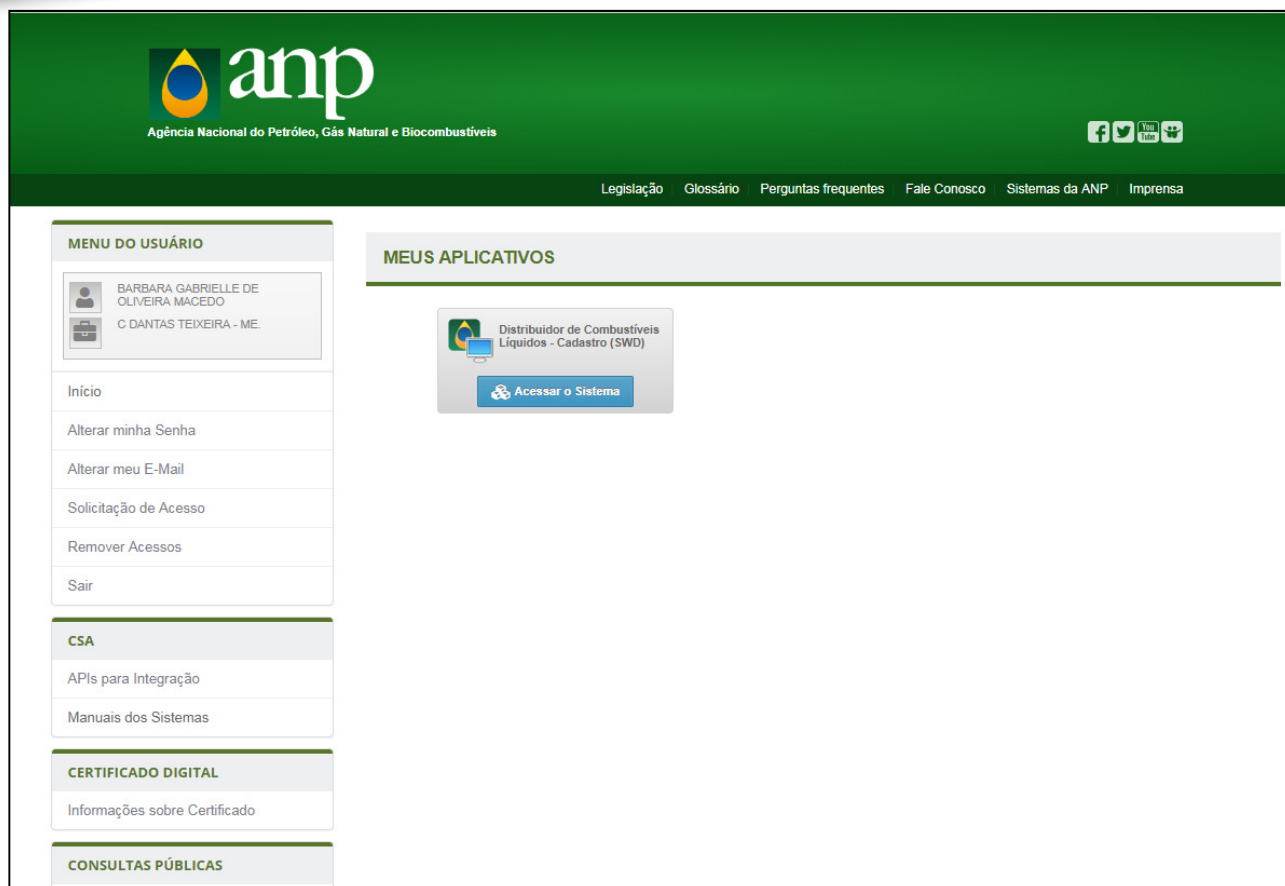 anp
Agência Nacional do Petróleo, Gás Natural e Biocombustíveis
You
Tube
Legislação Glossário Perguntas frequentes Fale Conosco Sistemas da ANP Imprensa
MENU DO USUÁRIO
BARBARA GABRIELLE DE
OLIVEIRA MACEDO
C DANTAS TEIXEIRA - ME.
Início
Alterar minha Senha
Alterar meu E-Mail
Solicitação de Acesso
Remover Acessos
Sair
CSA
APIs para Integração
Manuais dos Sistemas
CERTIFICADO DIGITAL
Informações sobre Certificado
CONSULTAS PÚBLICAS
MEUS APLICATIVOS
Distribuidor de Combustíveis
Líquidos - Cadastro (SWD)
Acessar o Sistema